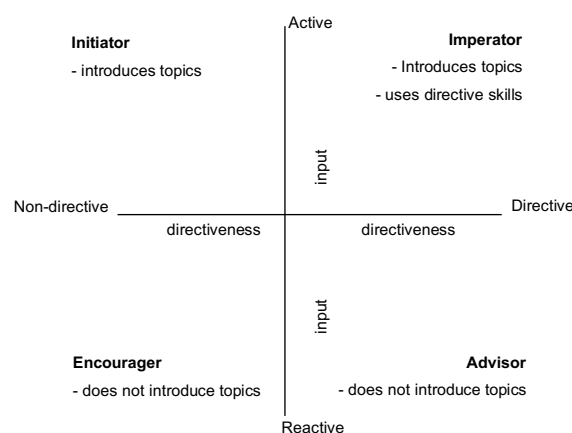 Active
Initiator
- introduces topics
Imperator
- Introduces topics
- uses directive skills
input
Non-directive
Directive
directiveness
directiveness
input
Encourager
- does not introduce topics
Advisor
- does not introduce topics
Reactive